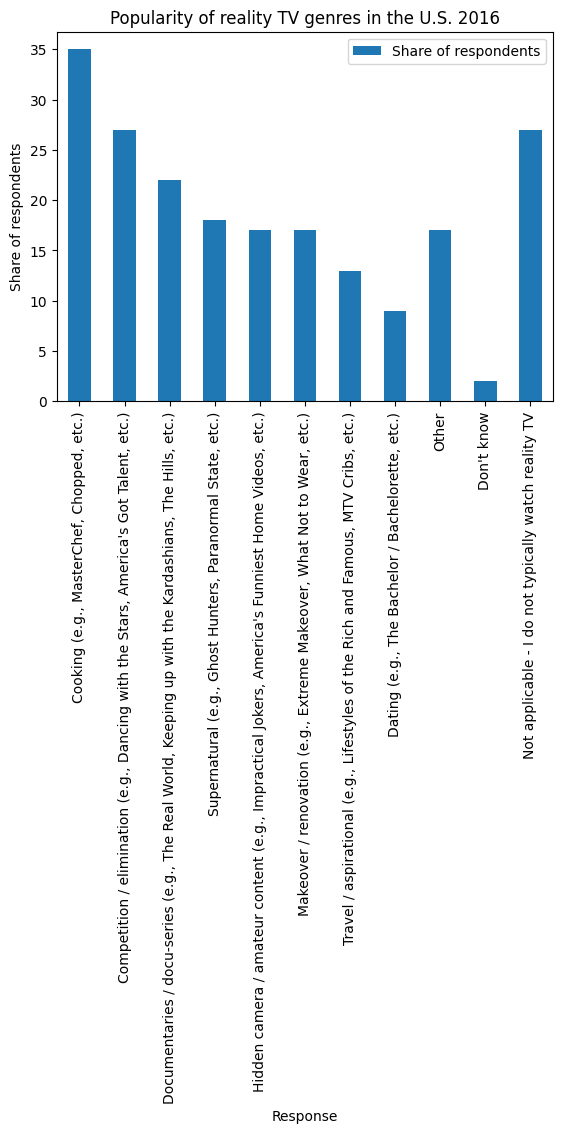 Popularity of reality TV genres in the U.S. 2016
Share of respondents
Share of respondents
35
30
25
20
15
10
5
0
Cooking (e.g., MasterChef, Chopped, etc.)
Competition / elimination (e.g., Dancing with the Stars, America's Got Talent, etc.)
Documentaries / docu-series (e.g., The Real World, Keeping up with the Kardashians, The Hills, etc.)
Supernatural (e.g., Ghost Hunters, Paranormal State, etc.)
Hidden camera / amateur content (e.g., Impractical Jokers, America's Funniest Home Videos, etc.)
Makeover / renovation (e.g., Extreme Makeover, What Not to Wear, etc.)
Travel / aspirational (e.g., Lifestyles of the Rich and Famous, MTV Cribs, etc.)
Dating (e.g., The Bachelor / Bachelorette, etc.)
Other
Don't know
Not applicable - I do not typically watch reality TV
Response